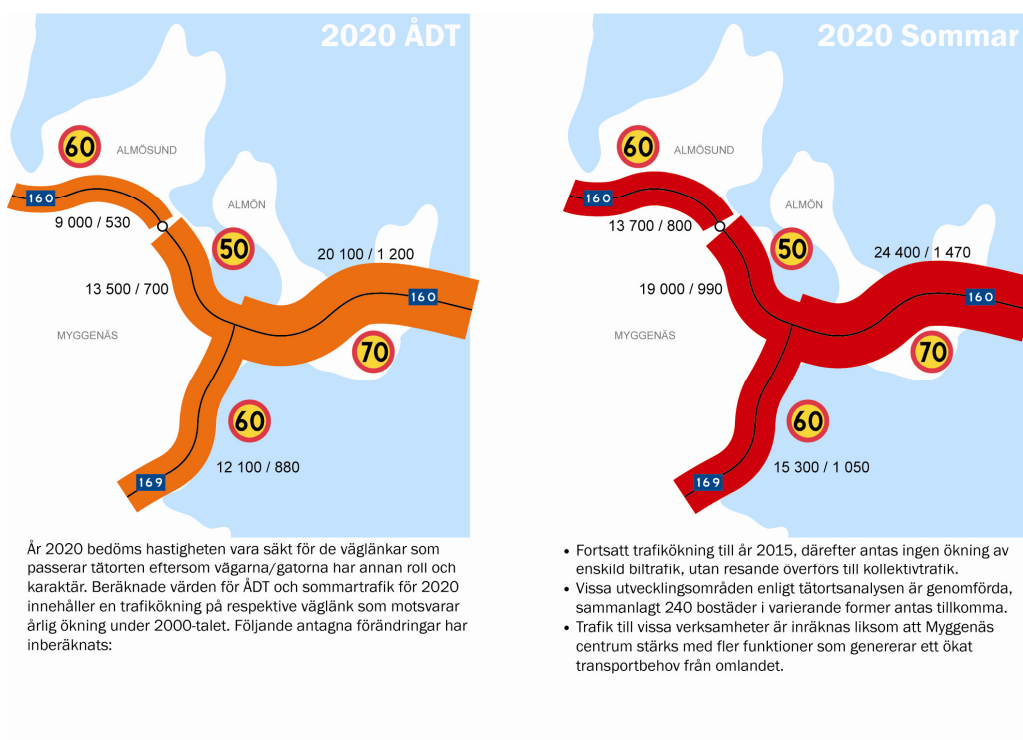 2020 ÅDT
60
ALMÖSUND
160
9 000 / 530
ALMÖN
50
20 100 / 1 200
13 500 / 700
160
MYGGENÄS
70
60
12 100 / 880
169
År 2020 bedöms hastigheten vara säkt för de väglänkar som
passerar tätorten eftersom vägarna/gatorna har annan roll och
karaktär. Beräknade värden för ÅDT och sommartrafik för 2020
innehåller en trafikökning på respektive väglänk som motsvarar
årlig ökning under 2000-talet. Följande antagna förändringar har
inberäknats:
2020 Sommar
60
ALMÖSUND
160
13 700 / 800
ALMÖN
50
24 400 / 1 470
19 000 / 990
160
MYGGENÄS
70
60
15 300 / 1 050
169
• Fortsatt trafikökning till år 2015, därefter antas ingen ökning av
enskild biltrafik, utan resande överförs till kollektivtrafik.
• Vissa utvecklingsområden enligt tätortsanalysen är genomförda,
sammanlagt 240 bostäder i varierande former antas tillkomma.
• Trafik till vissa verksamheter är inräknas liksom att Myggenäs
centrum stärks med fler funktioner som genererar ett ökat
transportbehov från omlandet.